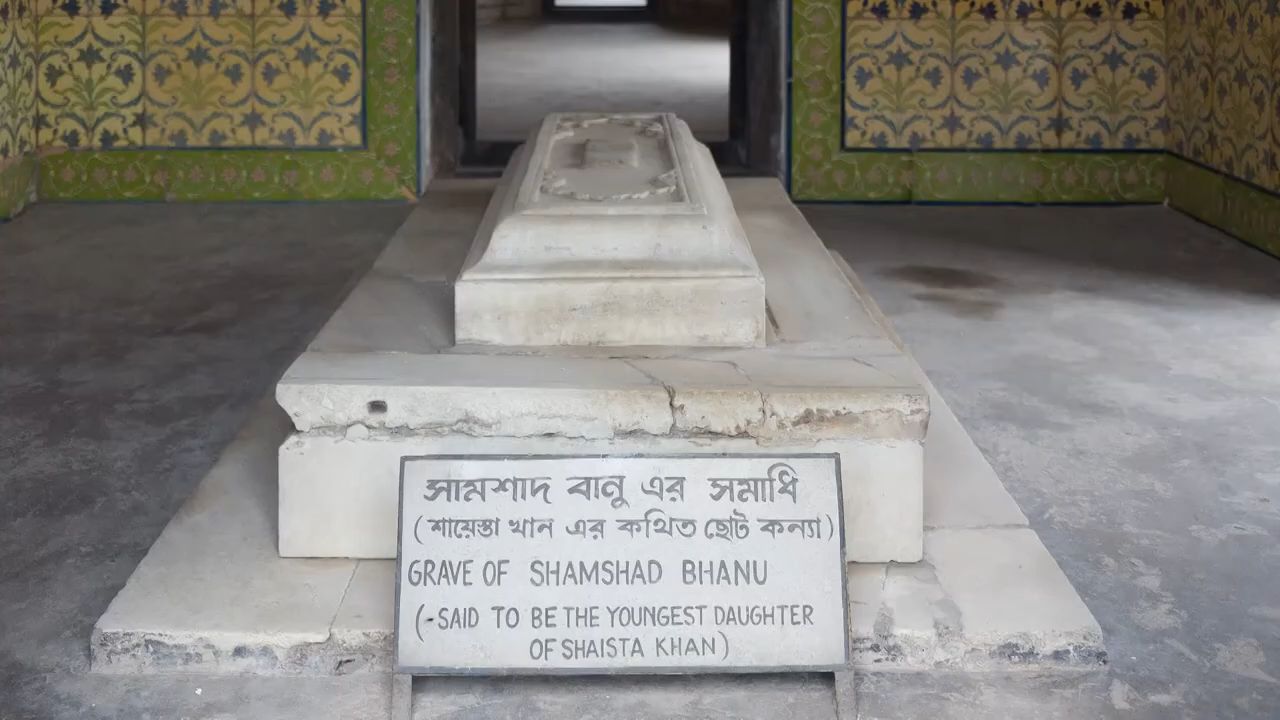 সামশাদ বানু এর সমাধি
(শায়েস্তা খান এর কথিত ছোট কন্যা)
GRAVE OF SHAMSHAD BHANU
(-SAID TO BE THE YOUNGEST DAUGHTER
OF SHAISTA KHAN)